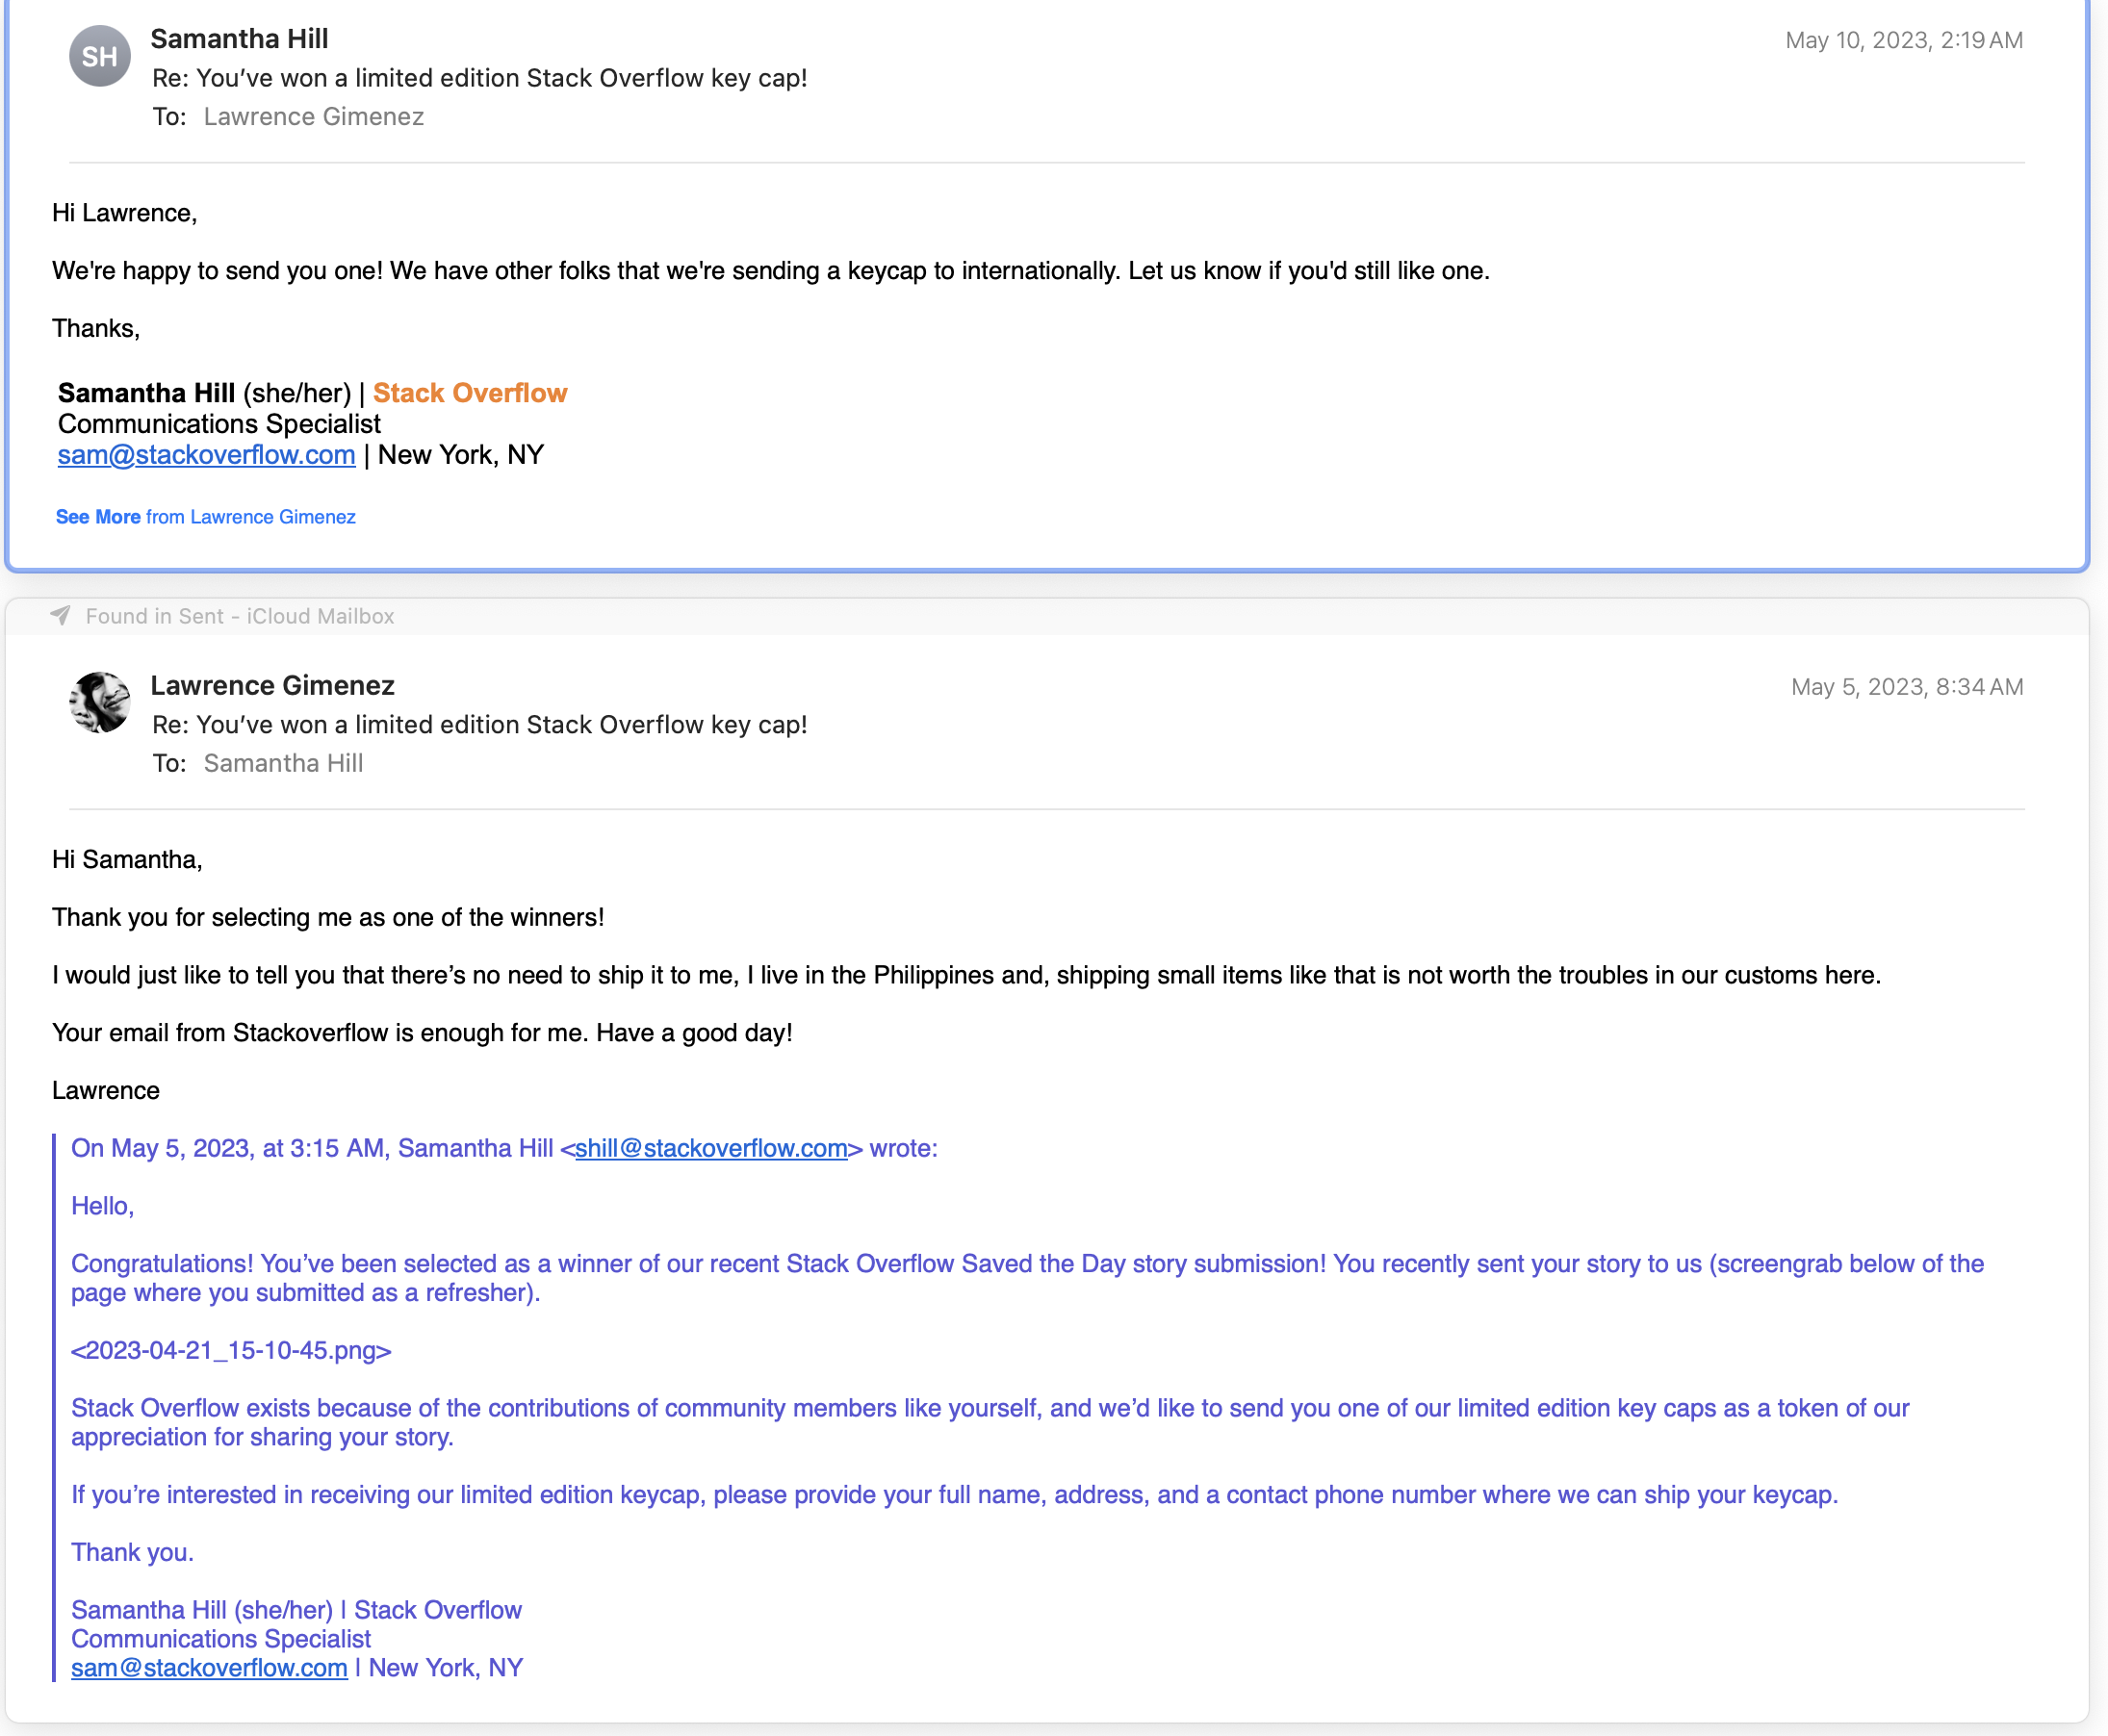 SH
Samantha Hill
May 10, 2023, 2:19 AM
Re: You’ve won a limited edition Stack Overflow key cap!
To: Lawrence Gimenez
Hi Lawrence,
We're happy to send you one! We have other folks that we're sending a keycap to internationally. Let us know if you'd still like one.
Thanks,
Samantha Hill (she/her) | Stack Overflow
Communications Specialist
sam@stackoverflow.com | New York, NY
See More from Lawrence Gimenez
Found in Sent - iCloud Mailbox
Lawrence Gimenez
May 5, 2023, 8:34 AM
Re: You’ve won a limited edition Stack Overflow key cap!
To: Samantha Hill
Hi Samantha,
Thank you for selecting me as one of the winners!
I would just like to tell you that there’s no need to ship it to me, I live in the Philippines and, shipping small items like that is not worth the troubles in our customs here.
Your email from Stackoverflow is enough for me. Have a good day!
Lawrence
On May 5, 2023, at 3:15 AM, Samantha Hill <shill@stackoverflow.com> wrote:
Hello,
Congratulations! You’ve been selected as a winner of our recent Stack Overflow Saved the Day story submission! You recently sent your story to us (screengrab below of the
page where you submitted as a refresher).
<2023-04-21_15-10-45.png>
Stack Overflow exists because of the contributions of community members like yourself, and we’d like to send you one of our limited edition key caps as a token of our
appreciation for sharing your story.
If you’re interested in receiving our limited edition keycap, please provide your full name, address, and a contact phone number where we can ship your keycap.
Thank you.
Samantha Hill (she/her) | Stack Overflow
Communications Specialist
sam@stackoverflow.com | New York, NY